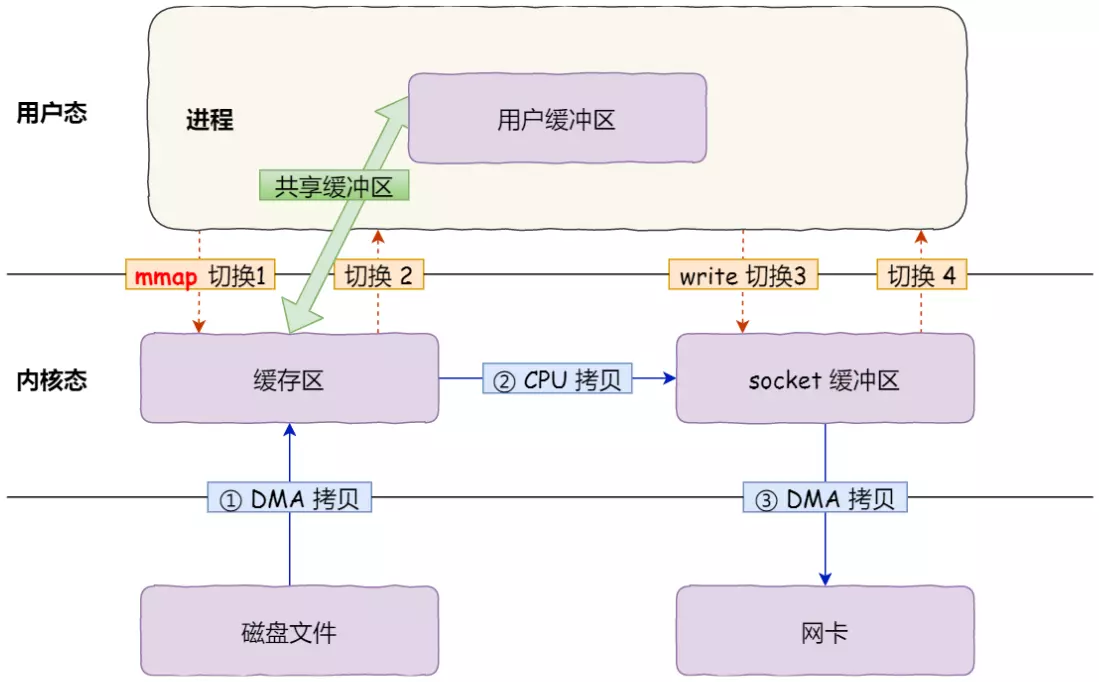 用户态
进程
用户缓冲区
共享缓冲区
mmap 切换1
切换 2
write 切换3
切换 4
内核态
缓存区
② CPU 拷贝
socket 缓冲区
① DMA 拷贝
③ DMA 拷贝
磁盘文件
网卡